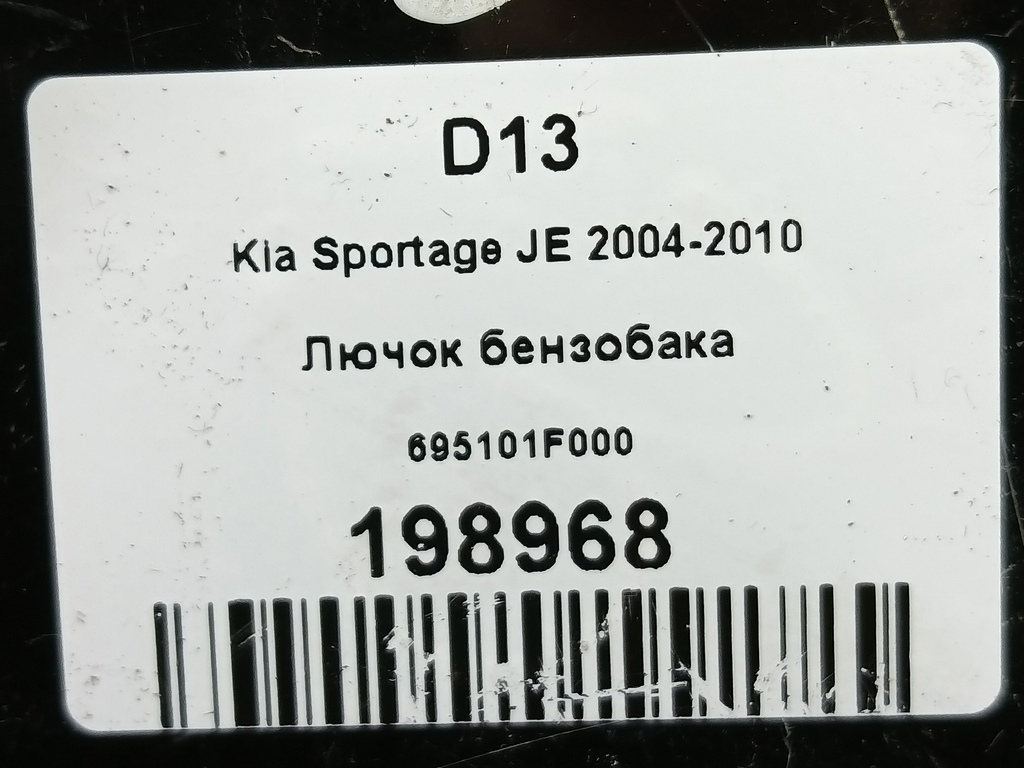 D13
Kia Sportage JE 2004-2010
Лючок бензобака
695101F000
198968